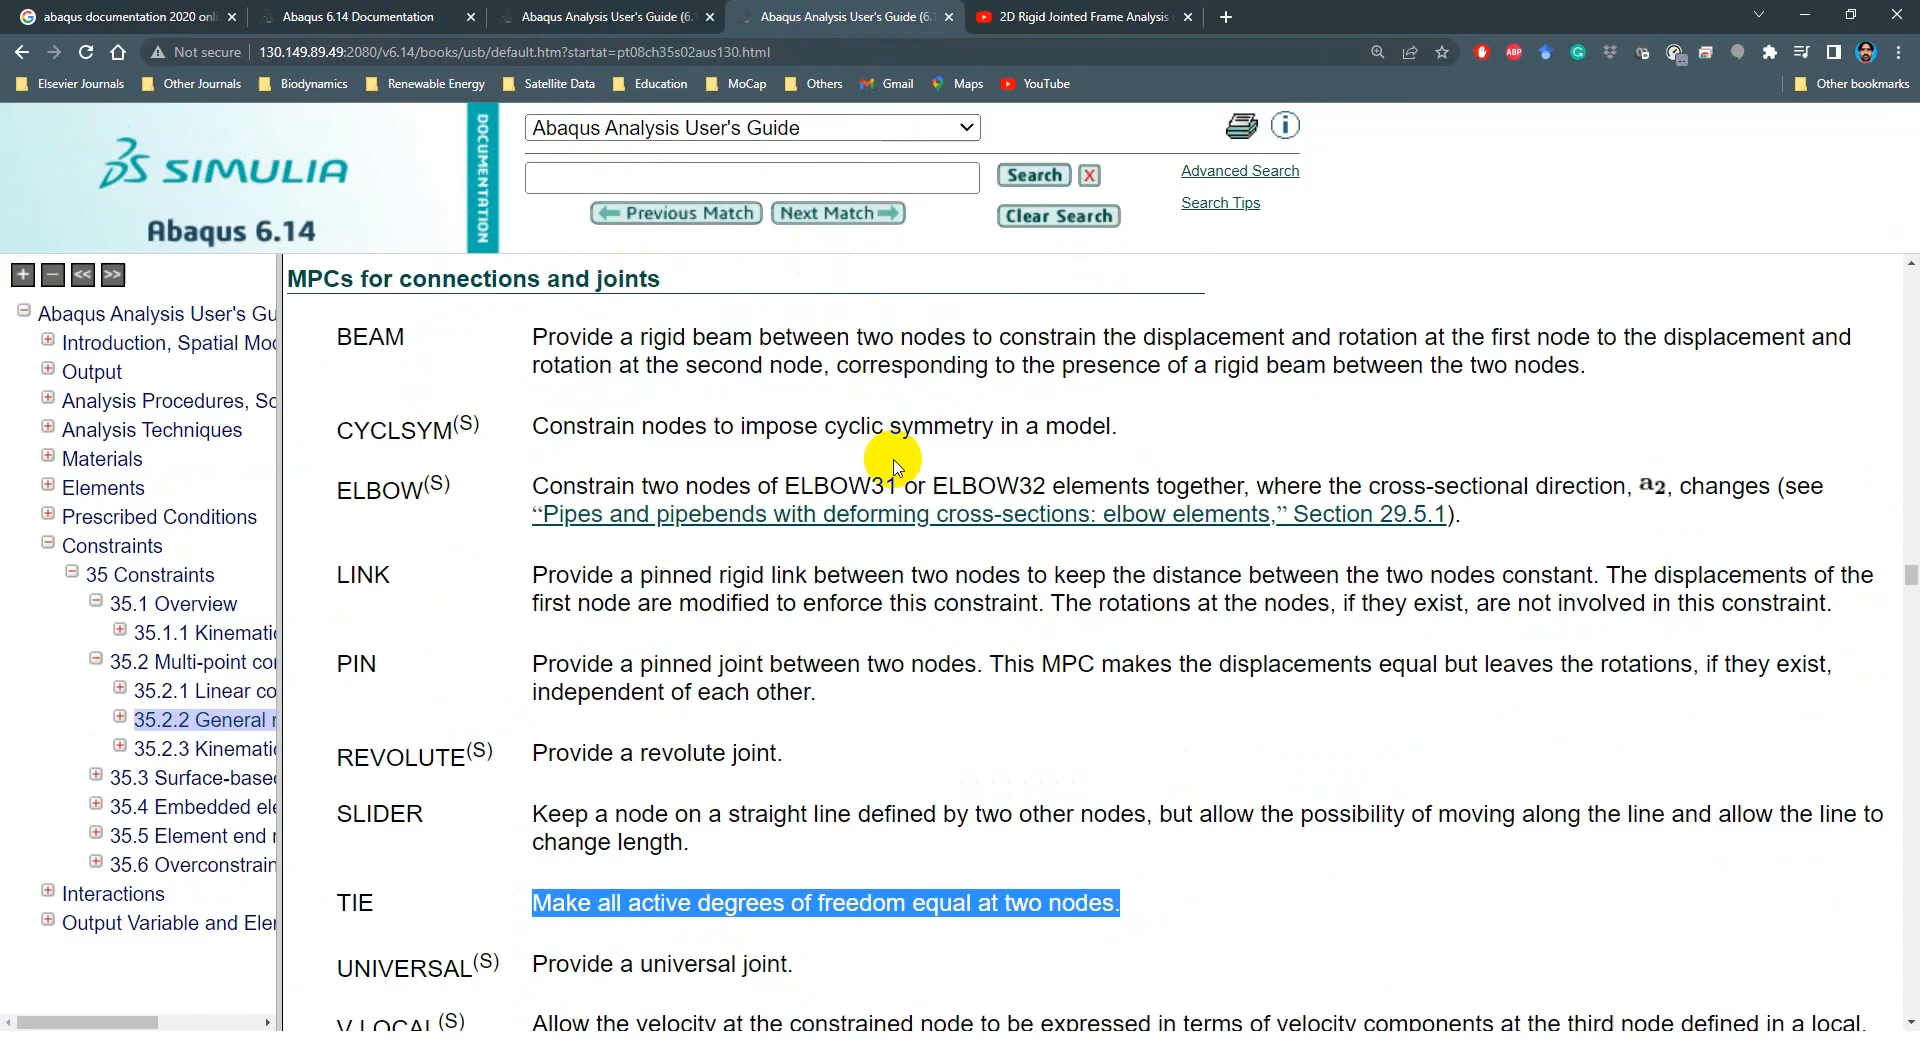 abaqus documentation 2020 onli
Abaqus 6.14 Documentation
Abaqus Analysis User's Guide (6.
Abaqus Analysis User's Guide (6.
2D Rigid Jointed Frame Analysis
Not secure
130.149.89.49:2080/v6.14/books/usb/default.htm?startat=pt08ch35s02aus130.html
ABP
Elsevier Journals
Other Journals
Biodynamics
Renewable Energy
Satellite Data
Education
MoCap
Others
Gmail
Maps
YouTube
Other bookmarks
SIMULIA
Abaqus 6.14
DOCUMENTATION
Abaqus Analysis User's Guide
Search X
Advanced Search
Previous Match Next Match
Clear Search
Search Tips
+ − << >>
Abaqus Analysis User's Gu
Introduction, Spatial Mod
Output
Analysis Procedures, So
Analysis Techniques
Materials
Elements
Prescribed Conditions
Constraints
35 Constraints
35.1 Overview
35.1.1 Kinematic
35.2 Multi-point con
35.2.1 Linear co
35.2.2 General m
35.2.3 Kinematic
35.3 Surface-based
35.4 Embedded ele
35.5 Element end r
35.6 Overconstrain
Interactions
Output Variable and Eler
MPCs for connections and joints
BEAM Provide a rigid beam between two nodes to constrain the displacement and rotation at the first node to the displacement and
rotation at the second node, corresponding to the presence of a rigid beam between the two nodes.
CYCLSYM(S) Constrain nodes to impose cyclic symmetry in a model.
ELBOW(S) Constrain two nodes of ELBOW31 or ELBOW32 elements together, where the cross-sectional direction, a2, changes (see
“Pipes and pipebends with deforming cross-sections: elbow elements,” Section 29.5.1).
LINK Provide a pinned rigid link between two nodes to keep the distance between the two nodes constant. The displacements of the
first node are modified to enforce this constraint. The rotations at the nodes, if they exist, are not involved in this constraint.
PIN Provide a pinned joint between two nodes. This MPC makes the displacements equal but leaves the rotations, if they exist,
independent of each other.
REVOLUTE(S) Provide a revolute joint.
SLIDER Keep a node on a straight line defined by two other nodes, but allow the possibility of moving along the line and allow the line to
change length.
TIE Make all active degrees of freedom equal at two nodes.
UNIVERSAL(S) Provide a universal joint.
V LOCAL(S) Allow the velocity at the constrained node to be expressed in terms of velocity components at the third node defined in a local,